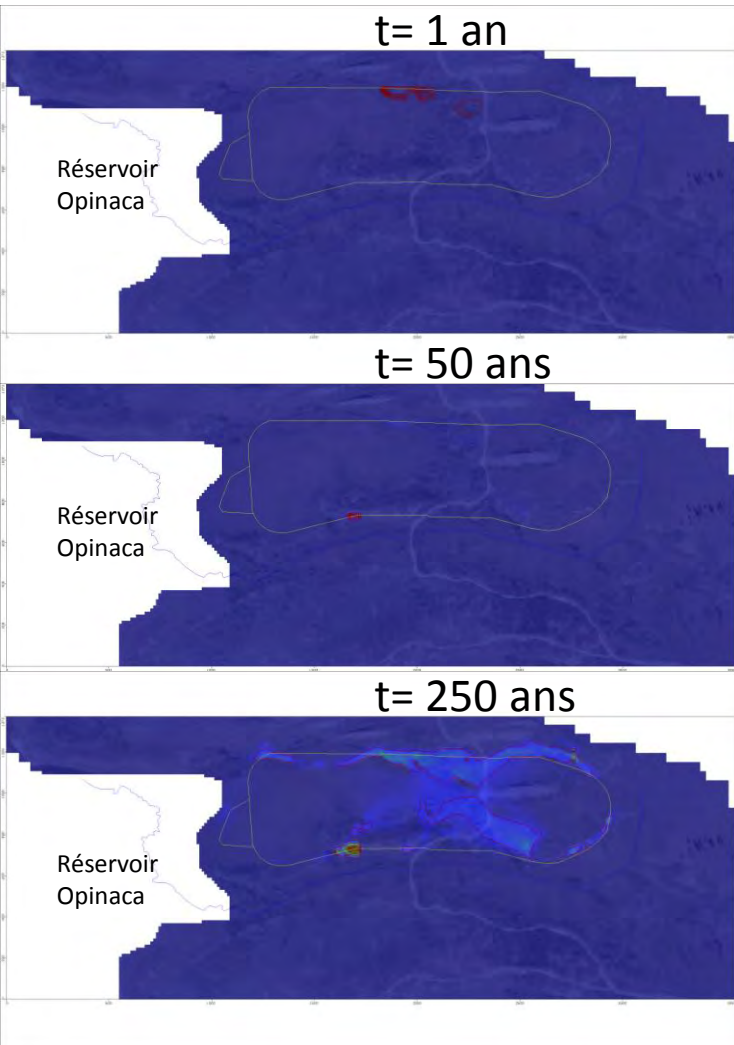 t= 1 an
Réservoir
Opinaca
t= 50 ans
Réservoir
Opinaca
t= 250 ans
Réservoir
Opinaca